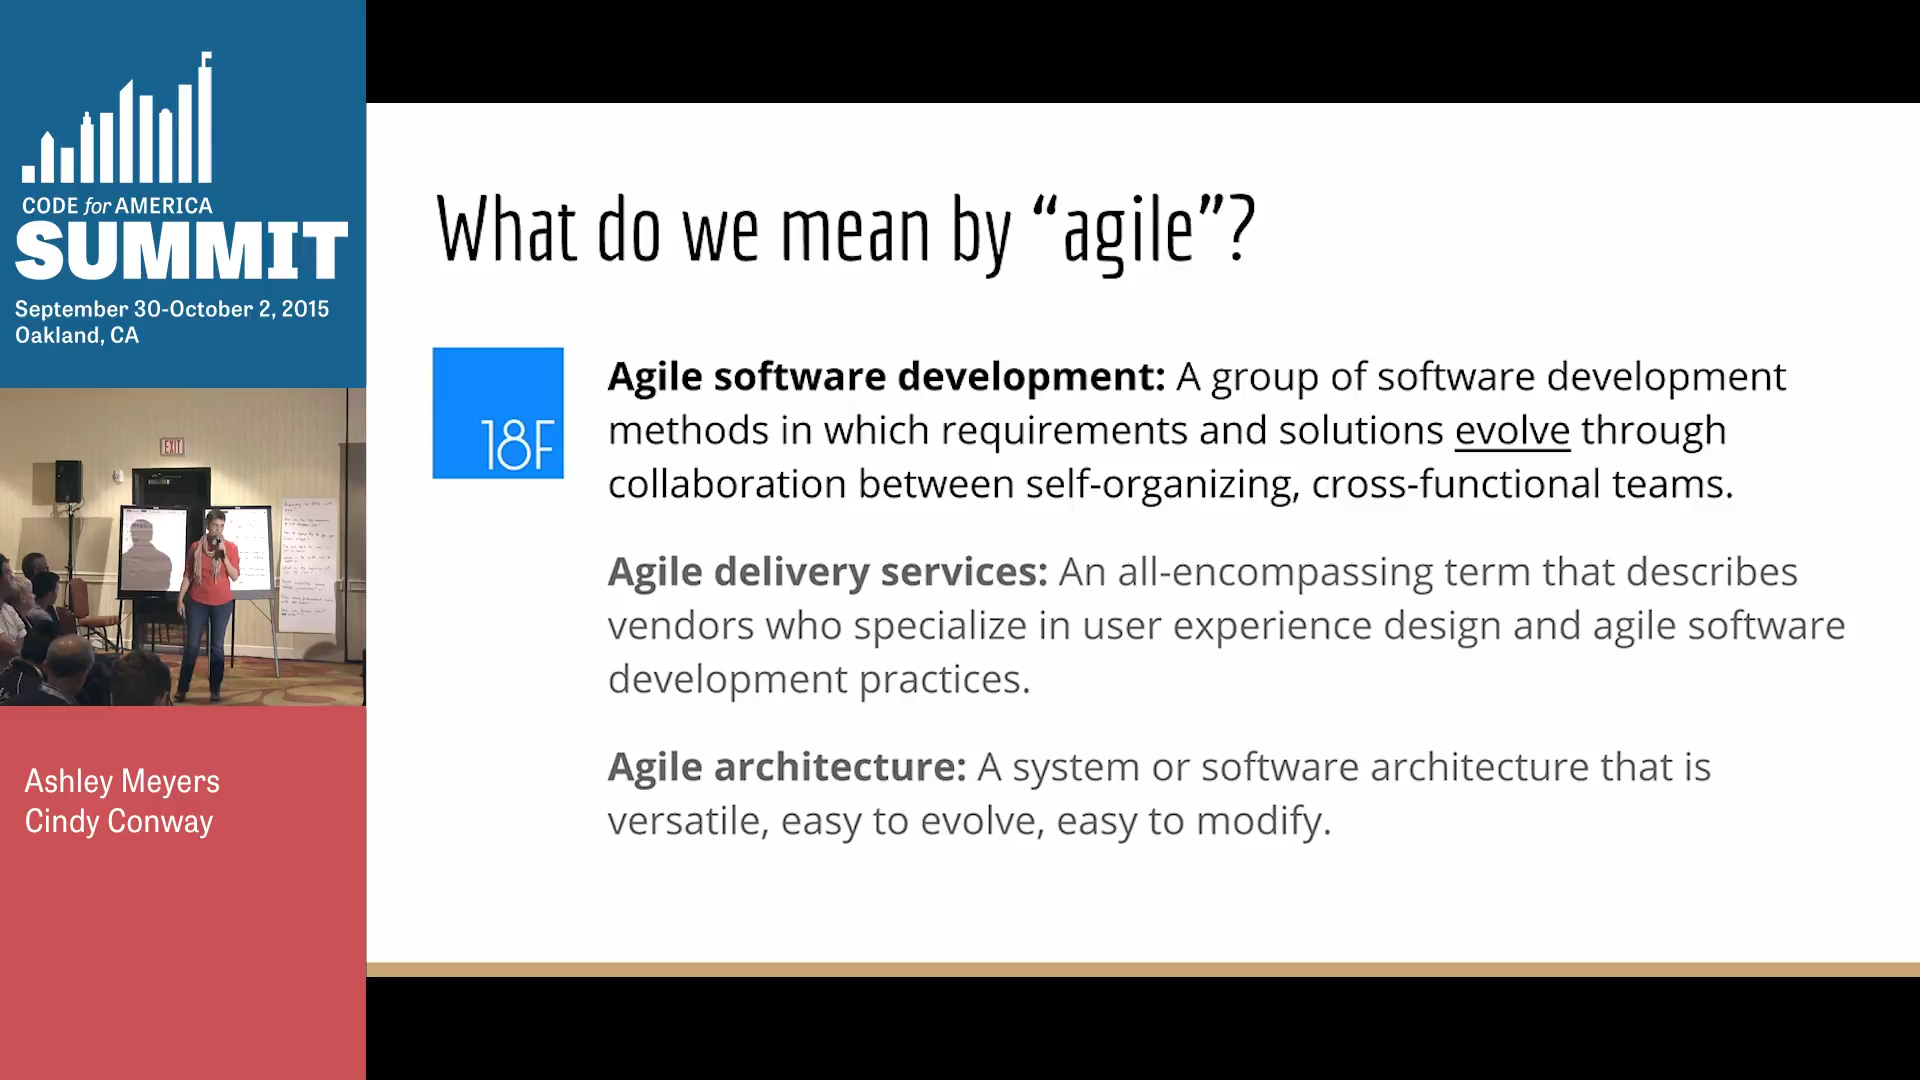 CODE for AMERICA
SUMMIT
September 30-October 2, 2015
Oakland, CA
EXIT
Ashley Meyers
Cindy Conway
What do we mean by “agile”?
18F
Agile software development: A group of software development
methods in which requirements and solutions evolve through
collaboration between self-organizing, cross-functional teams.
Agile delivery services: An all-encompassing term that describes
vendors who specialize in user experience design and agile software
development practices.
Agile architecture: A system or software architecture that is
versatile, easy to evolve, easy to modify.